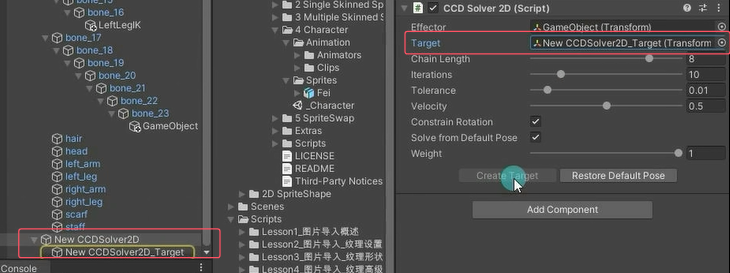 bone_16
LeftLegIK
bone_17
bone_18
bone_19
bone_20
bone_21
bone_22
bone_23
GameObject
hair
head
left_arm
left_leg
right_arm
right_leg
scarf
staff
New CCDSolver2D
New CCDSolver2D_Target
Console
2 Single Skinned Sp
3 Multiple Skinned S
4 Character
Animation
Animators
Clips
Sprites
Fei
_Character
5 SpriteSwap
Extras
Scripts
LICENSE
README
Third-Party Notices
2D SpriteShape
Scenes
Scripts
Lesson1_图片导入概述
Lesson2_图片导入_纹理设置
Lesson3_图片导入_纹理形状
Lesson4_图片导入_纹理高级
CCD Solver 2D (Script)
Effector GameObject (Transform)
Target New CCDSolver2D_Target (Transform
Chain Length 8
Iterations 10
Tolerance 0.01
Velocity 0.5
Constrain Rotation
Solve from Default Pose
Weight 1
Create Target Restore Default Pose
Add Component